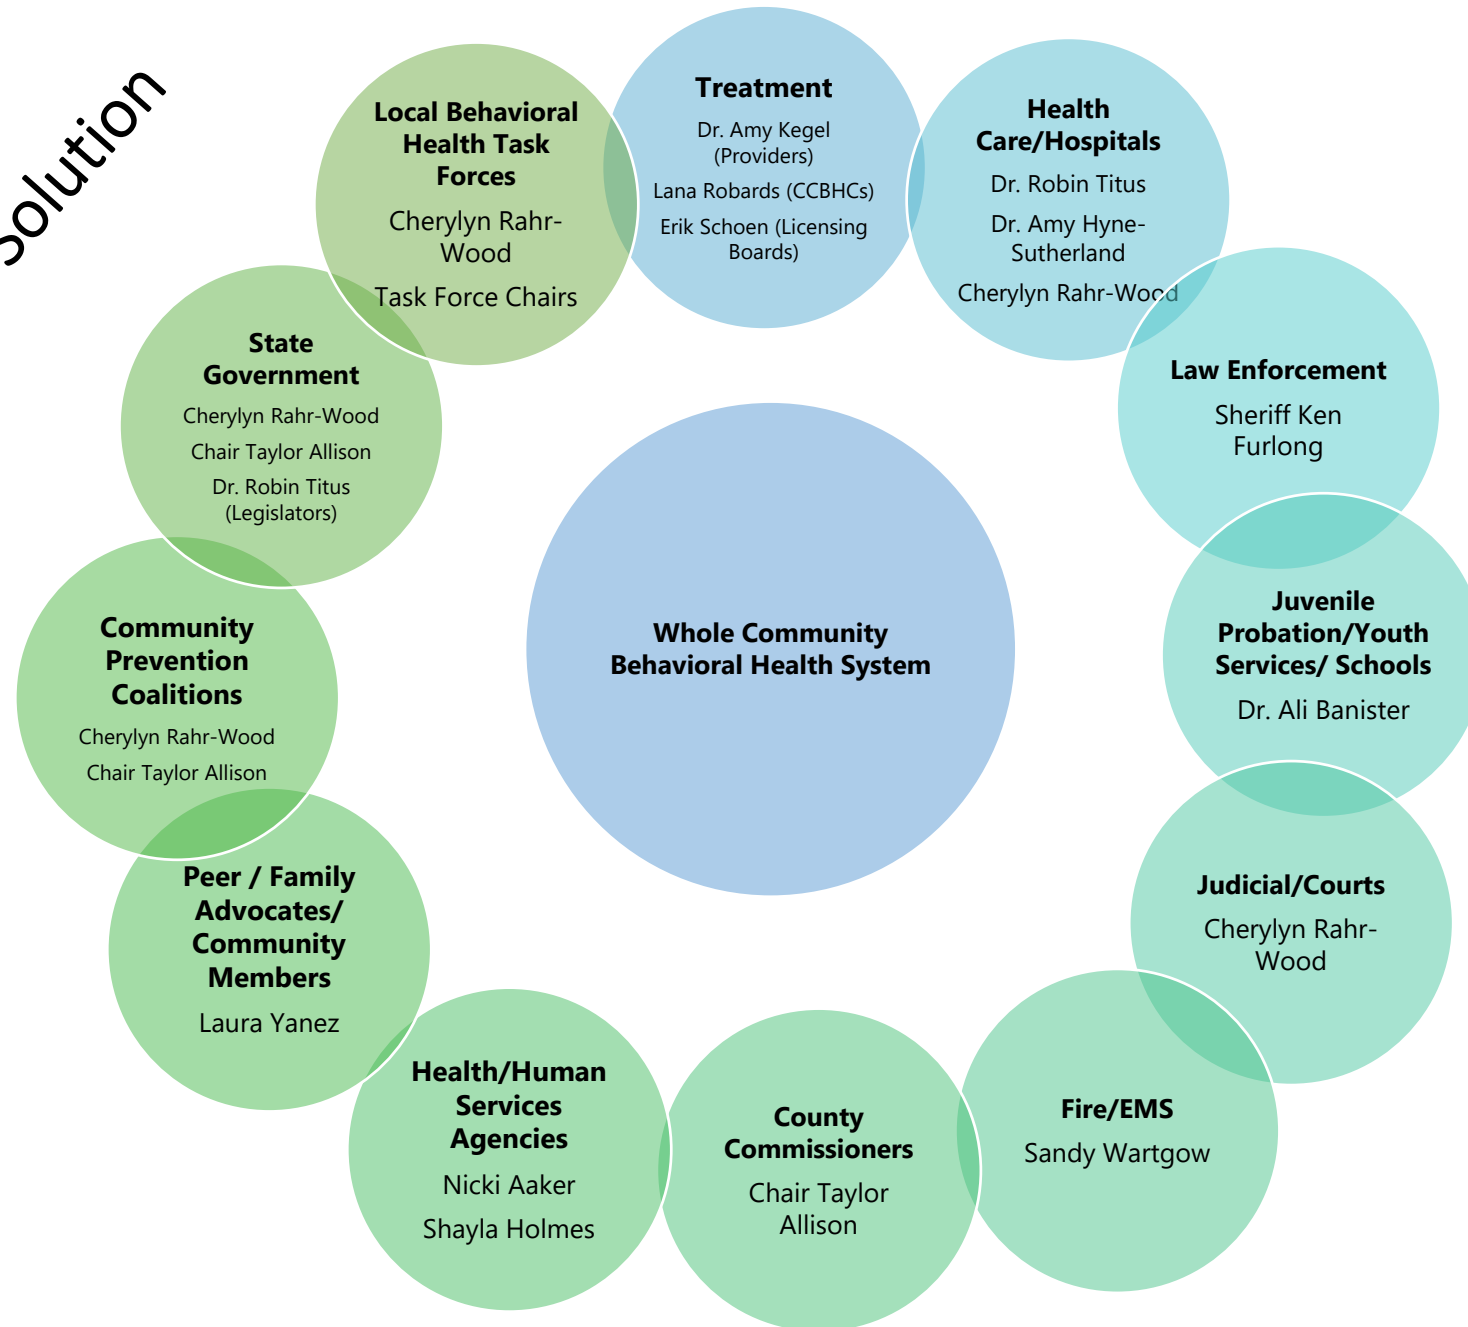 Solution
Treatment
Dr. Amy Kegel
(Providers)
Lana Robards (CCBHCs)
Erik Schoen (Licensing
Boards)
Health
Care/Hospitals
Dr. Robin Titus
Dr. Amy Hyne-
Sutherland
Cherylyn Rahr-Wood
Law Enforcement
Sheriff Ken
Furlong
Juvenile
Probation/Youth
Services/ Schools
Dr. Ali Banister
Judicial/Courts
Cherylyn Rahr-
Wood
Fire/EMS
Sandy Wartgow
County
Commissioners
Chair Taylor
Allison
Health/Human
Services
Agencies
Nicki Aaker
Shayla Holmes
Peer / Family
Advocates/
Community
Members
Laura Yanez
Community
Prevention
Coalitions
Cherylyn Rahr-Wood
Chair Taylor Allison
State
Government
Cherylyn Rahr-Wood
Chair Taylor Allison
Dr. Robin Titus
(Legislators)
Local Behavioral
Health Task
Forces
Cherylyn Rahr-
Wood
Task Force Chairs
Whole Community
Behavioral Health System